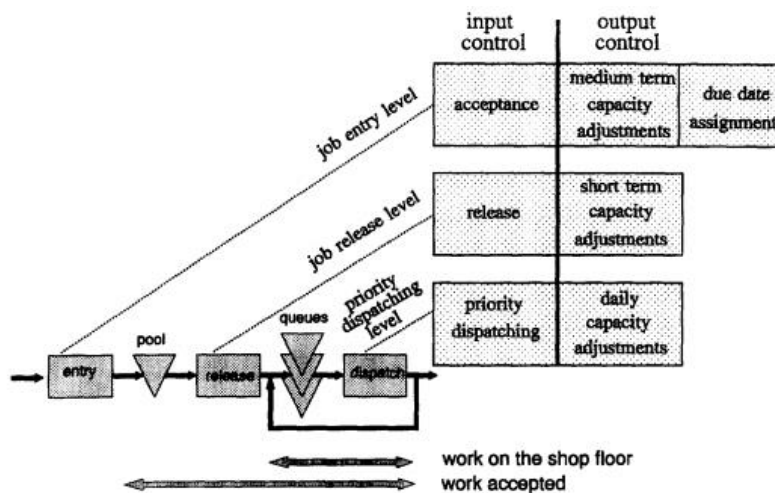 input
control
output
control
acceptance
medium term
capacity
adjustments
due date
assignment
job entry level
release
short term
capacity
adjustments
job release level
priority
dispatching
daily
capacity
adjustments
priority
dispatching
level
queues
pool
entry
release
dispatch
work on the shop floor
work accepted